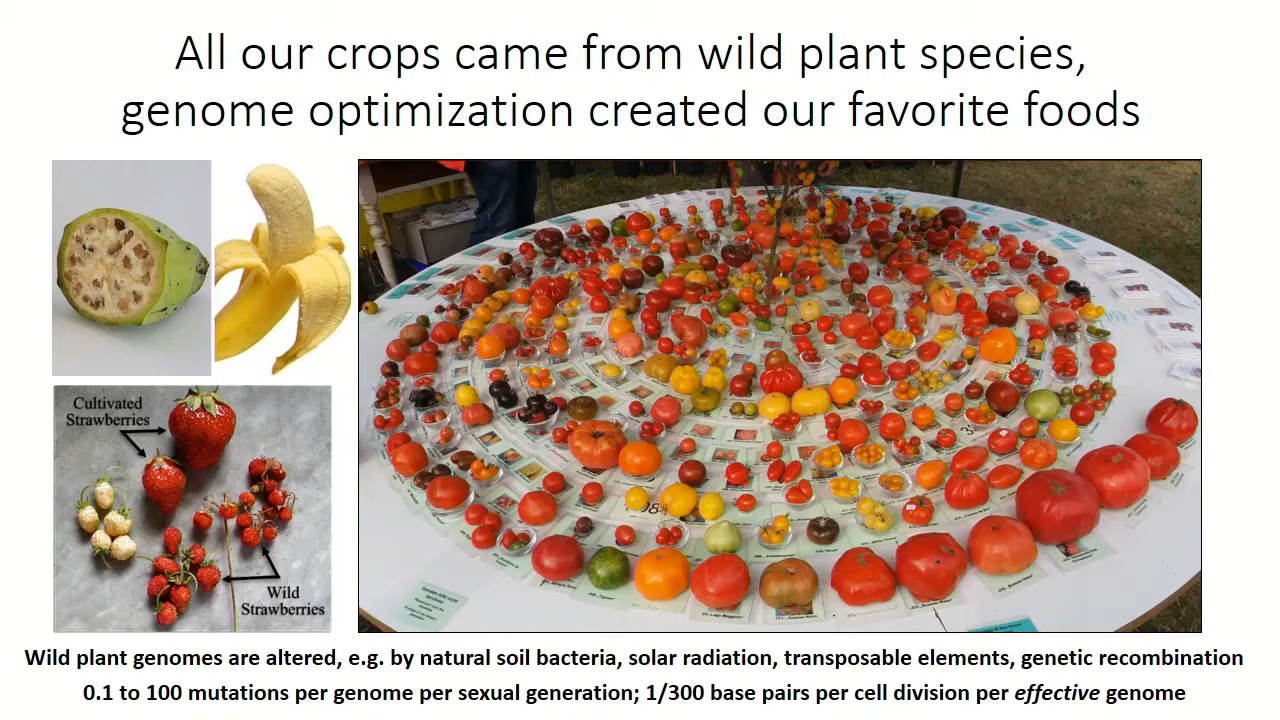 All our crops came from wild plant species,
genome optimization created our favorite foods
Cultivated
Strawberries
Wild
Strawberries
Wild plant genomes are altered, e.g. by natural soil bacteria, solar radiation, transposable elements, genetic recombination
0.1 to 100 mutations per genome per sexual generation; 1/300 base pairs per cell division per effective genome